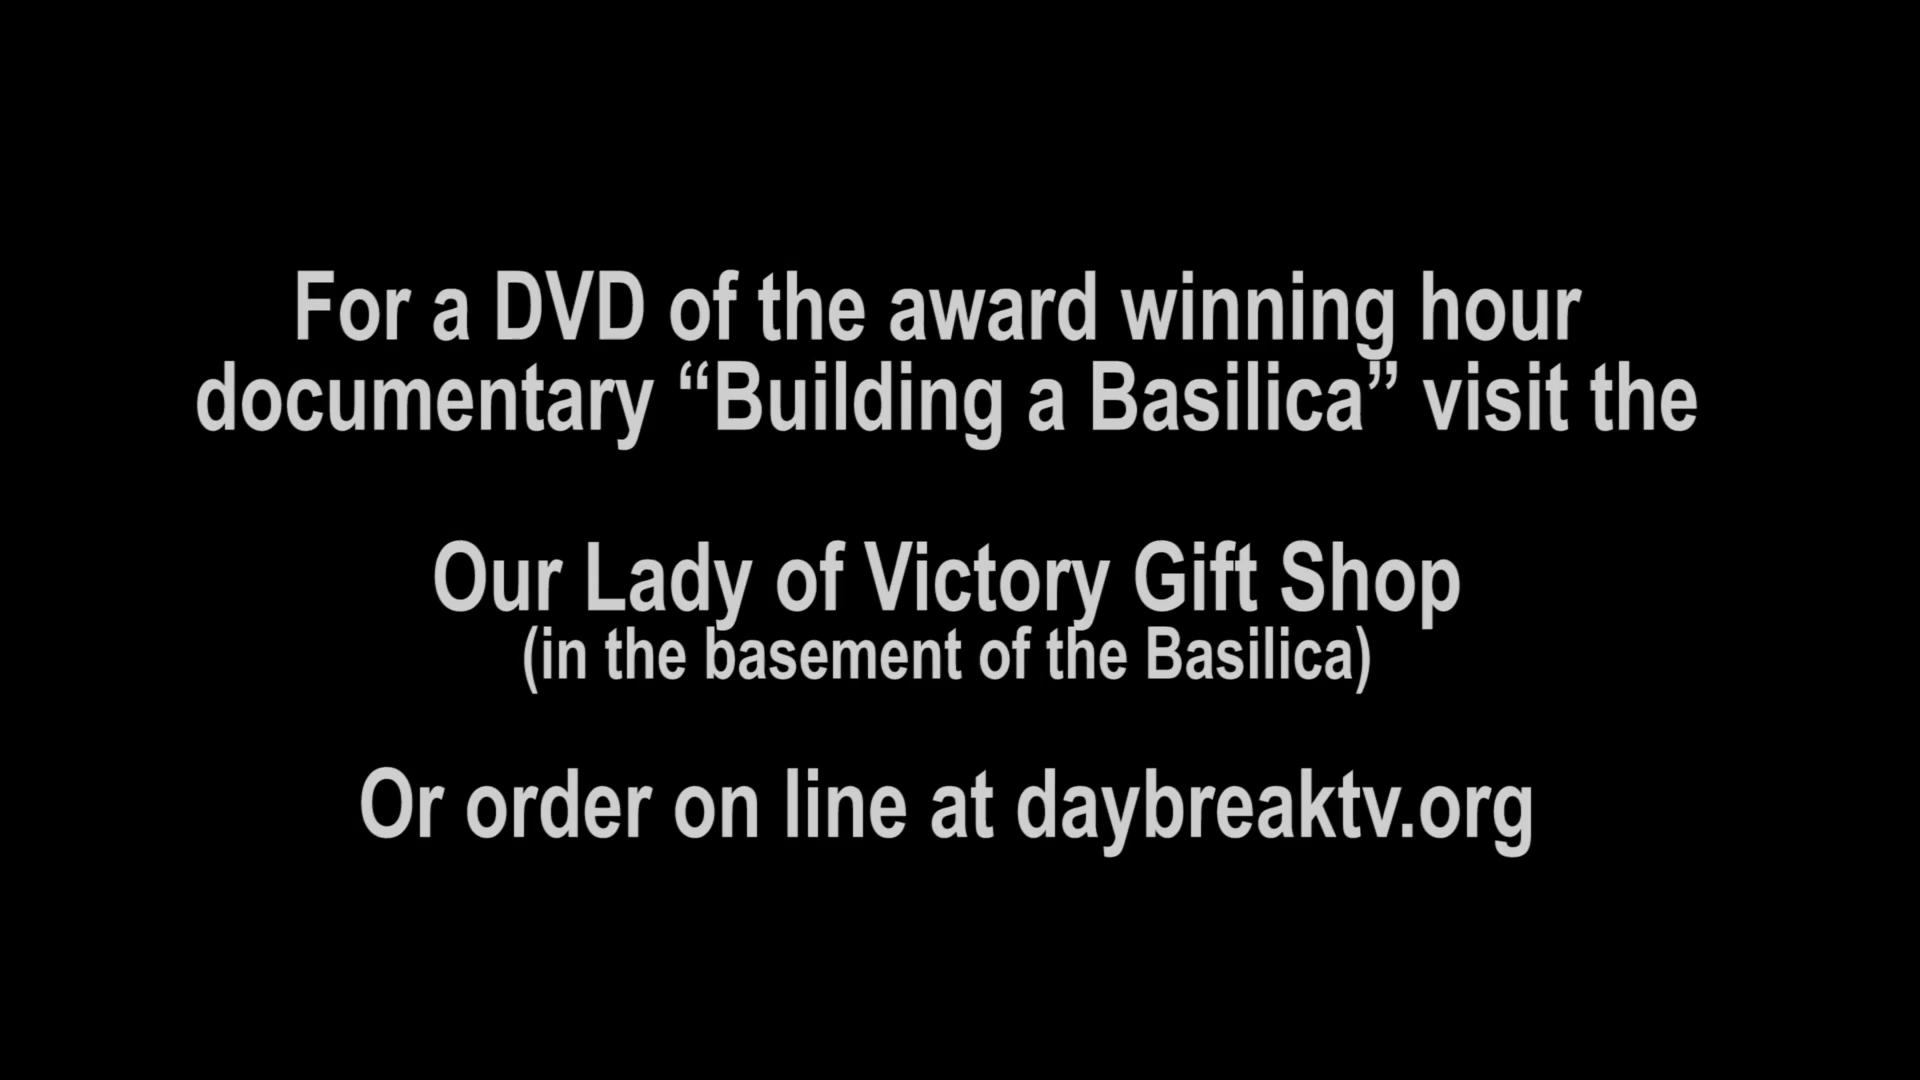 For a DVD of the award winning hour
documentary “Building a Basilica” visit the
Our Lady of Victory Gift Shop
(in the basement of the Basilica)
Or order on line at daybreaktv.org